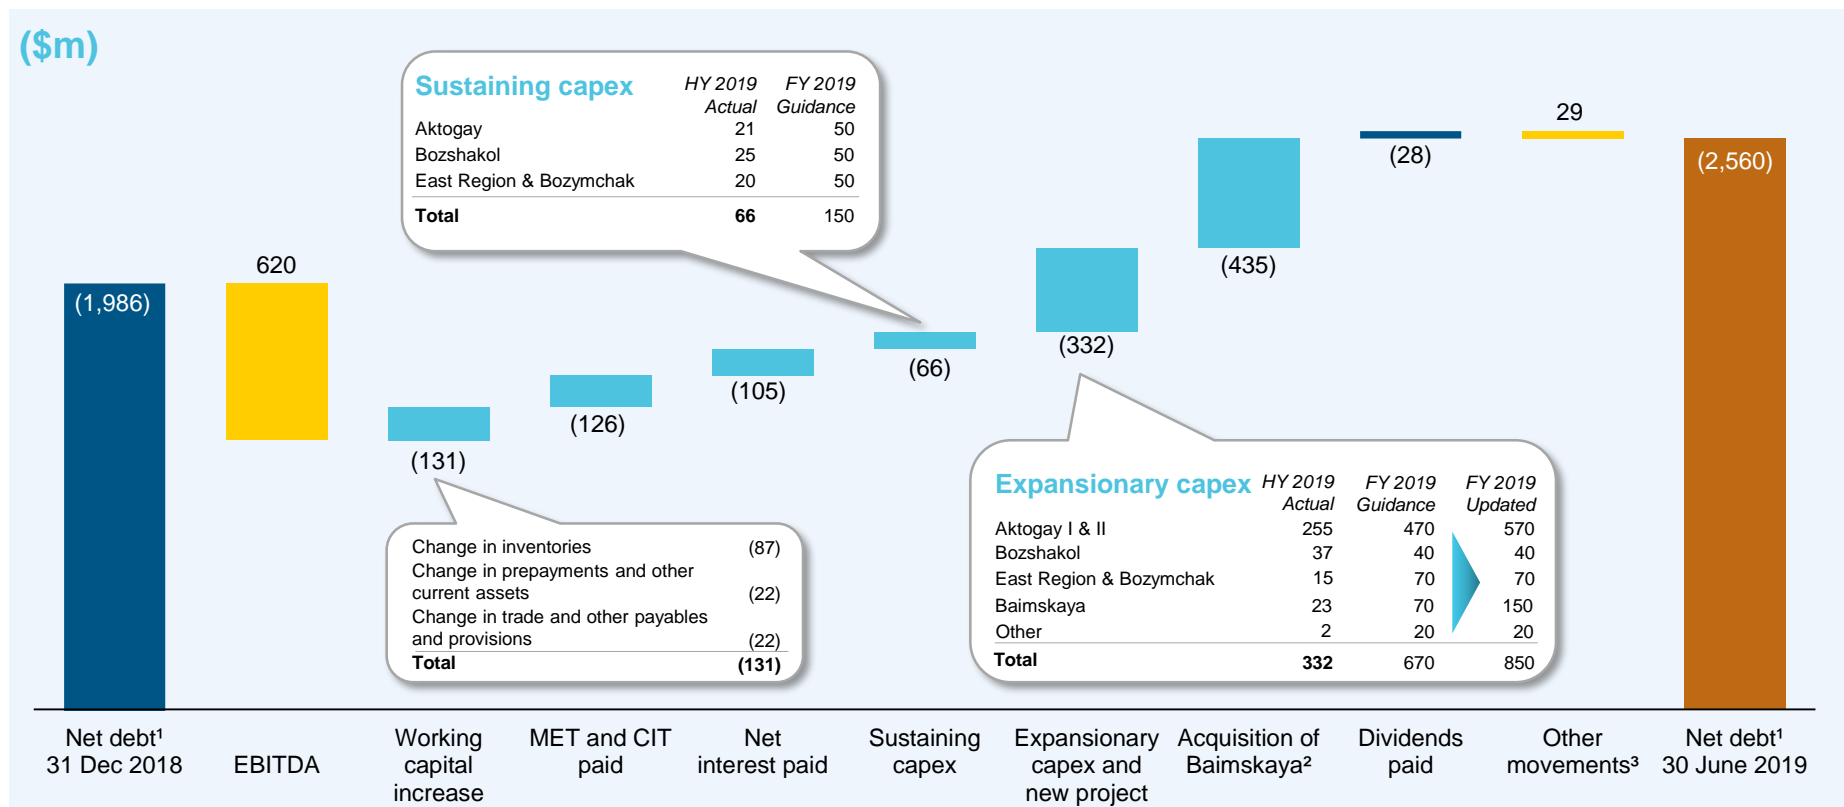 ($m)
Sustaining capex HY 2019 FY 2019
Actual Guidance
Aktogay 21 50
Bozshakol 25 50
East Region & Bozymchak 20 50
Total 66 150
29
(28)
(2,560)
(435)
620
(1,986)
(332)
(66)
(105)
(126)
(131)
Expansionary capex HY 2019 FY 2019 FY 2019
Actual Guidance Updated
Aktogay I & II 255 470 570
Bozshakol 37 40 40
East Region & Bozymchak 15 70 70
Baimskaya 23 70 150
Other 2 20 20
Total 332 670 850
Change in inventories (87)
Change in prepayments and other
current assets (22)
Change in trade and other payables
and provisions (22)
Total (131)
Net debt¹
31 Dec 2018
EBITDA
Working
capital
increase
MET and CIT
paid
Net
interest paid
Sustaining
capex
Expansionary
capex and
new project
Acquisition of
Baimskaya²
Dividends
paid
Other
movements³
Net debt¹
30 June 2019